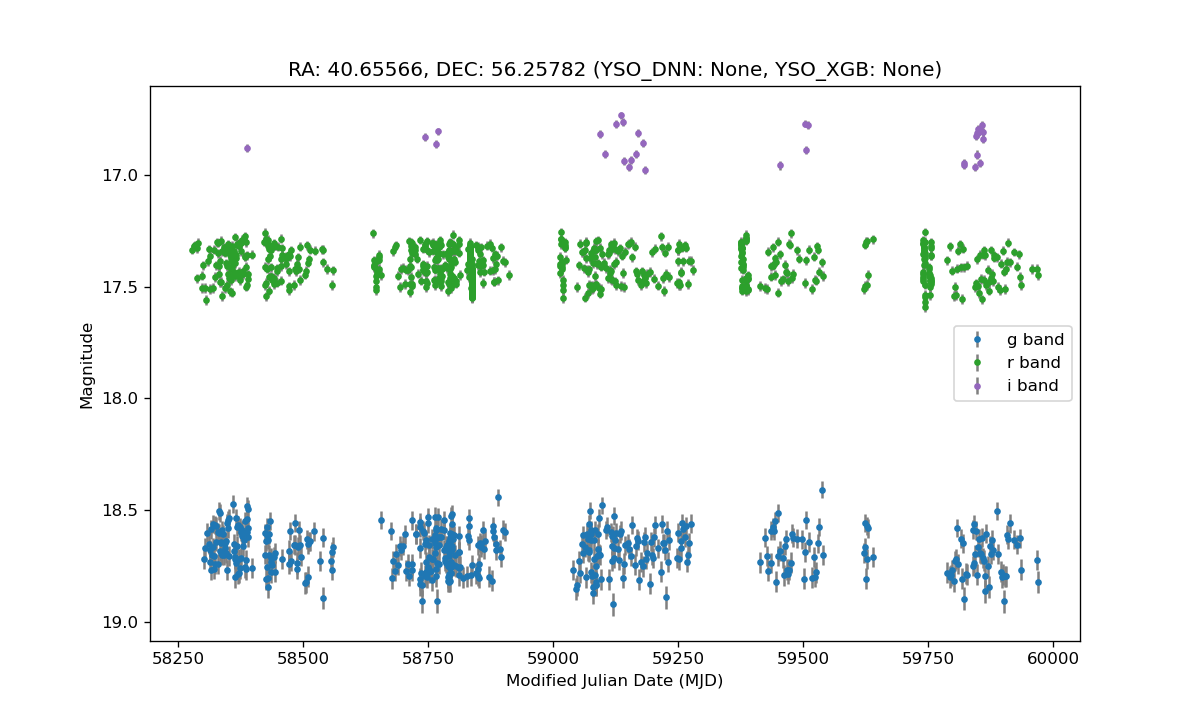 RA: 40.65566, DEC: 56.25782 (YSO_DNN: None, YSO_XGB: None)
17.0
17.5
18.0
18.5
19.0
Magnitude
g band
r band
i band
58250 58500 58750 59000 59250 59500 59750 60000
Modified Julian Date (MJD)